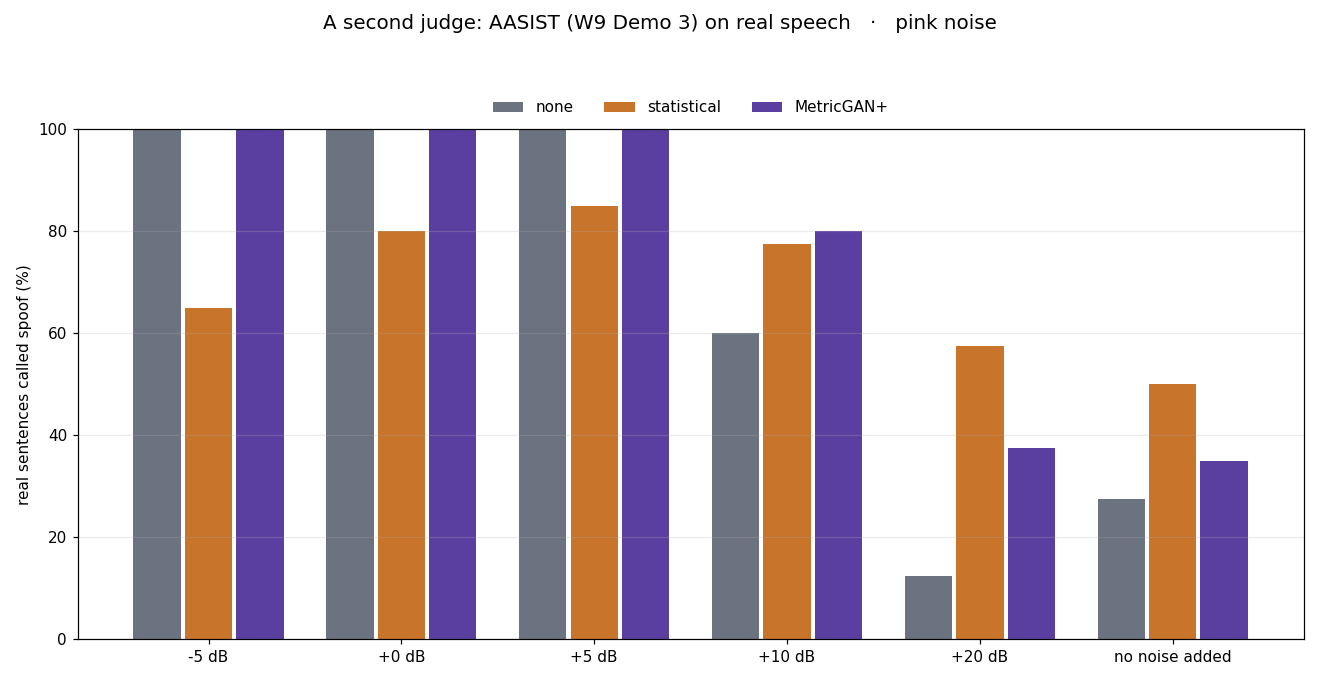 A second judge: AASIST (W9 Demo 3) on real speech · pink noise
none statistical MetricGAN+
100
80
60
40
20
0
real sentences called spoof (%)
-5 dB +0 dB +5 dB +10 dB +20 dB no noise added